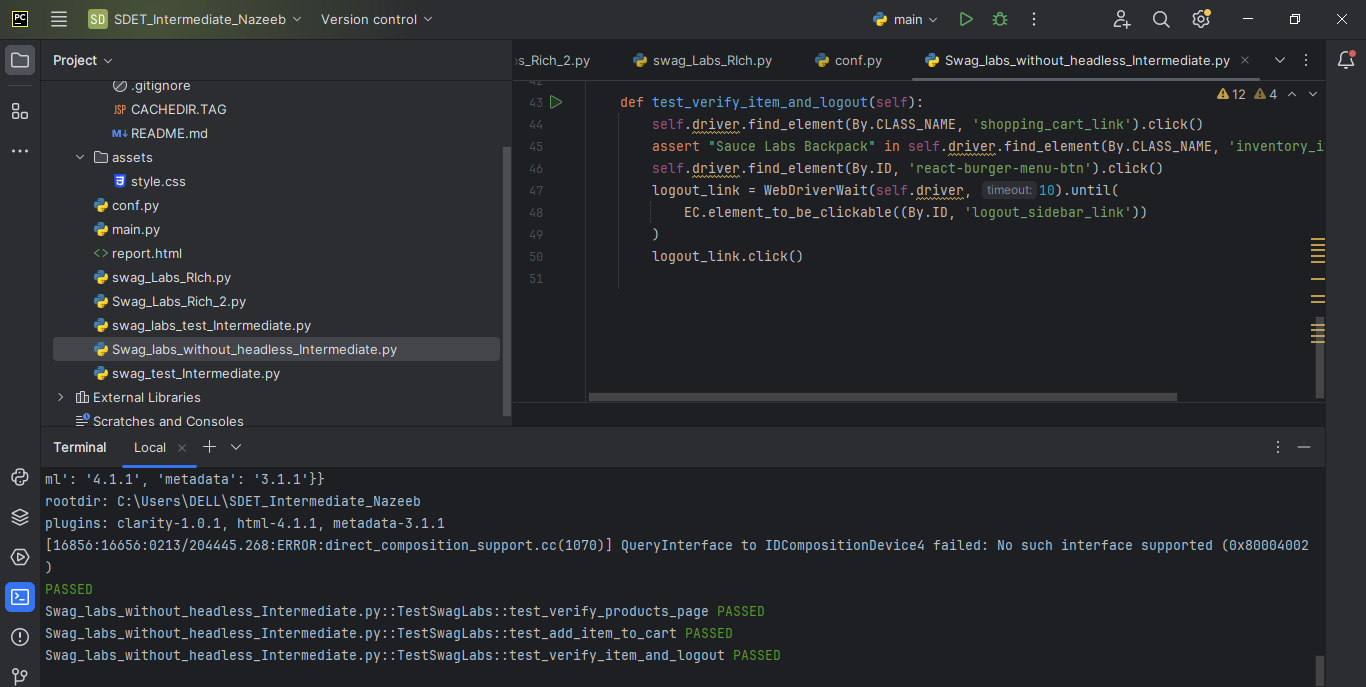 PC
SD SDET_Intermediate_Nazeeb Version control main
Project
.gitignore
JSP CACHEDIR.TAG
M↓ README.md
assets
style.css
conf.py
main.py
<> report.html
swag_Labs_RIch.py
Swag_Labs_Rich_2.py
swag_labs_test_Intermediate.py
Swag_labs_without_headless_Intermediate.py
swag_test_Intermediate.py
External Libraries
Scratches and Consoles
s_Rich_2.py swag_Labs_RIch.py conf.py Swag_labs_without_headless_Intermediate.py
12 4
42
43 def test_verify_item_and_logout(self):
44 self.driver.find_element(By.CLASS_NAME, 'shopping_cart_link').click()
45 assert "Sauce Labs Backpack" in self.driver.find_element(By.CLASS_NAME, 'inventory_i
46 self.driver.find_element(By.ID, 'react-burger-menu-btn').click()
47 logout_link = WebDriverWait(self.driver, timeout: 10).until(
48 EC.element_to_be_clickable((By.ID, 'logout_sidebar_link'))
49 )
50 logout_link.click()
51
Terminal Local
ml': '4.1.1', 'metadata': '3.1.1'}}
rootdir: C:\Users\DELL\SDET_Intermediate_Nazeeb
plugins: clarity-1.0.1, html-4.1.1, metadata-3.1.1
[16856:16656:0213/204445.268:ERROR:direct_composition_support.cc(1070)] QueryInterface to IDCompositionDevice4 failed: No such interface supported (0x80004002
)
PASSED
Swag_labs_without_headless_Intermediate.py::TestSwagLabs::test_verify_products_page PASSED
Swag_labs_without_headless_Intermediate.py::TestSwagLabs::test_add_item_to_cart PASSED
Swag_labs_without_headless_Intermediate.py::TestSwagLabs::test_verify_item_and_logout PASSED